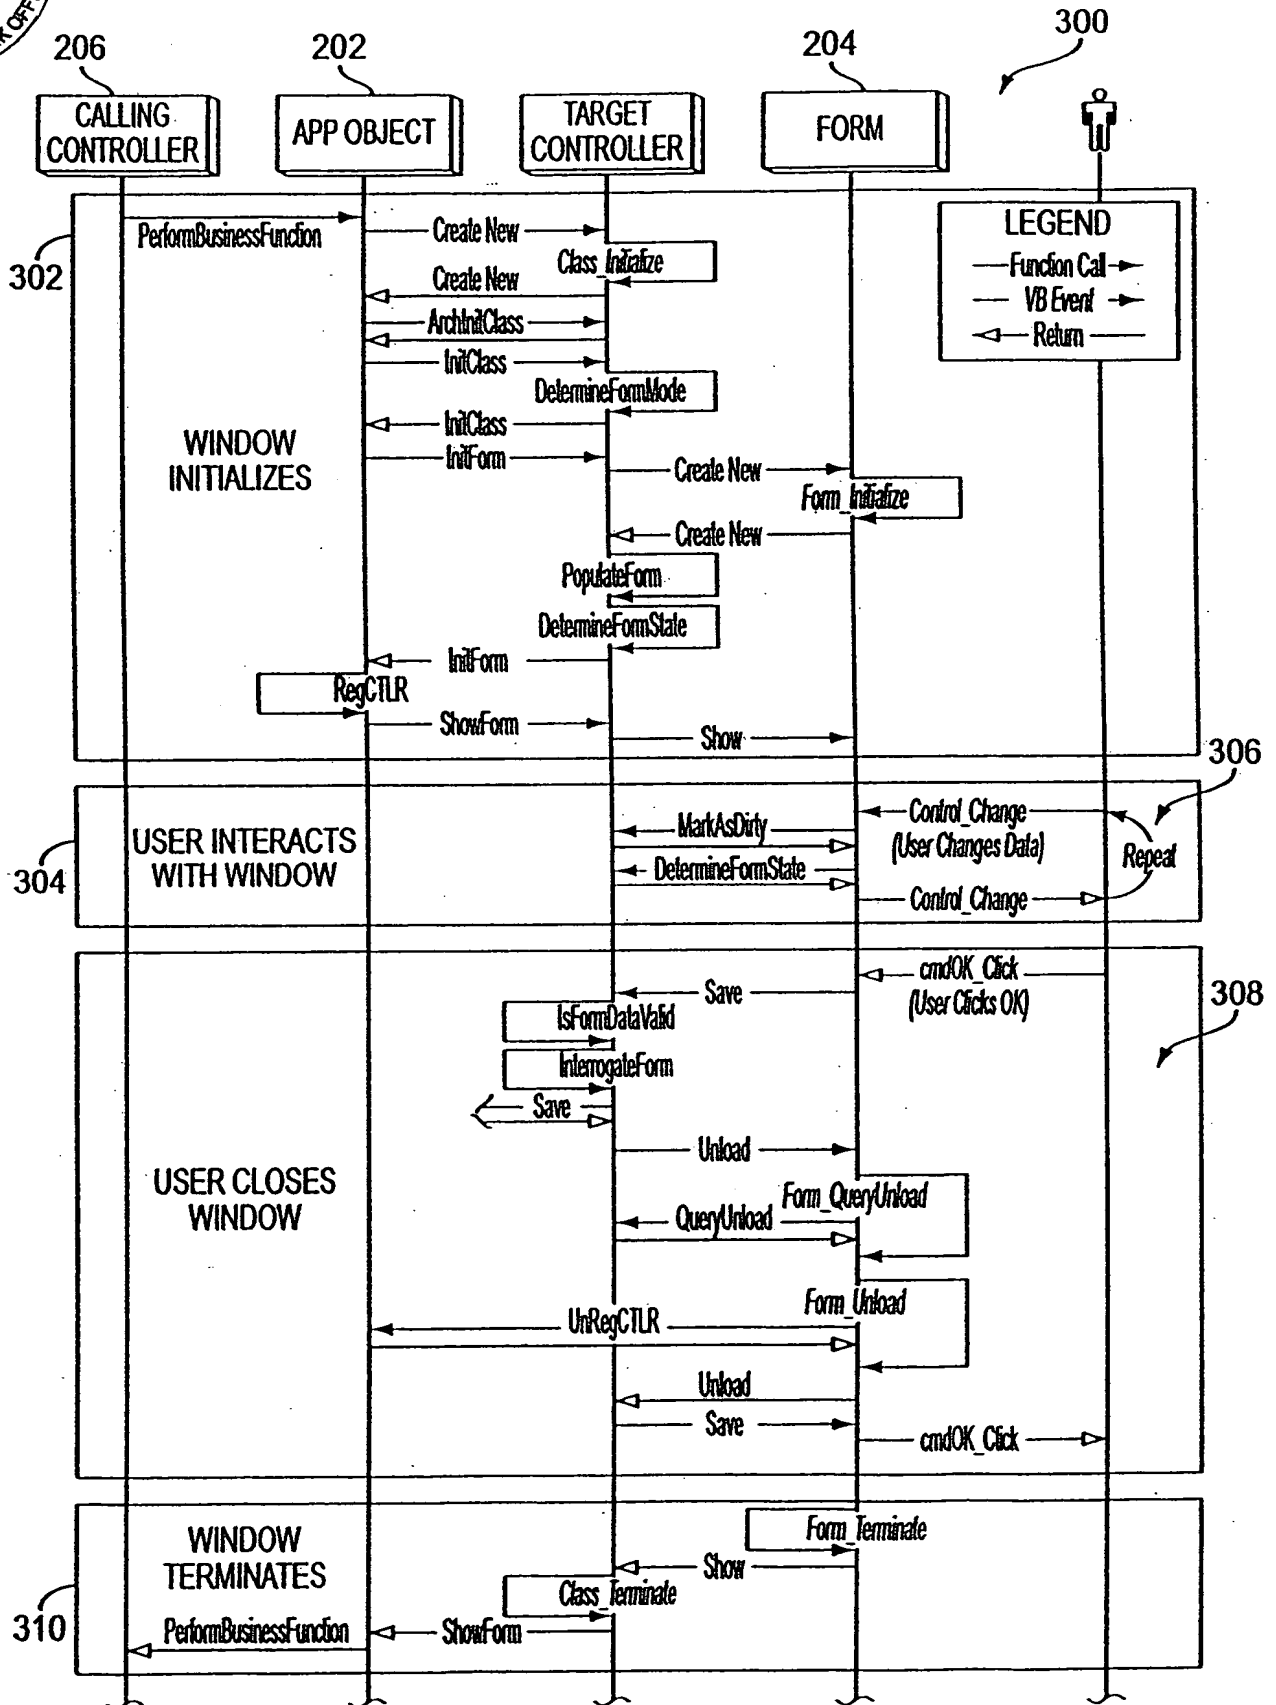 300
206
202
204
CALLING
CONTROLLER
APP OBJECT
TARGET
CONTROLLER
FORM
LEGEND
Function Call
VB Event
Return
302
PerformBusinessFunction
Create New
Class_Initialize
Create New
ArchInitClass
InitClass
DetermineFormMode
InitClass
WINDOW
INITIALIZES
InitForm
Create New
Form_Initialize
Create New
PopulateForm
DetermineFormState
InitForm
RegCTLR
ShowForm
Show
306
304
USER INTERACTS
WITH WINDOW
Control_Change
(User Changes Data)
MarkAsDirty
Repeat
DetermineFormState
Control_Change
308
cmdOK_Click
(User Clicks OK)
Save
IsFormDataValid
InterrogateForm
Save
Unload
USER CLOSES
WINDOW
Form_QueryUnload
QueryUnload
Form_Unload
UnRegCTLR
Unload
Save
cmdOK_Click
310
WINDOW
TERMINATES
Form_Terminate
Show
Class_Terminate
ShowForm
PerformBusinessFunction